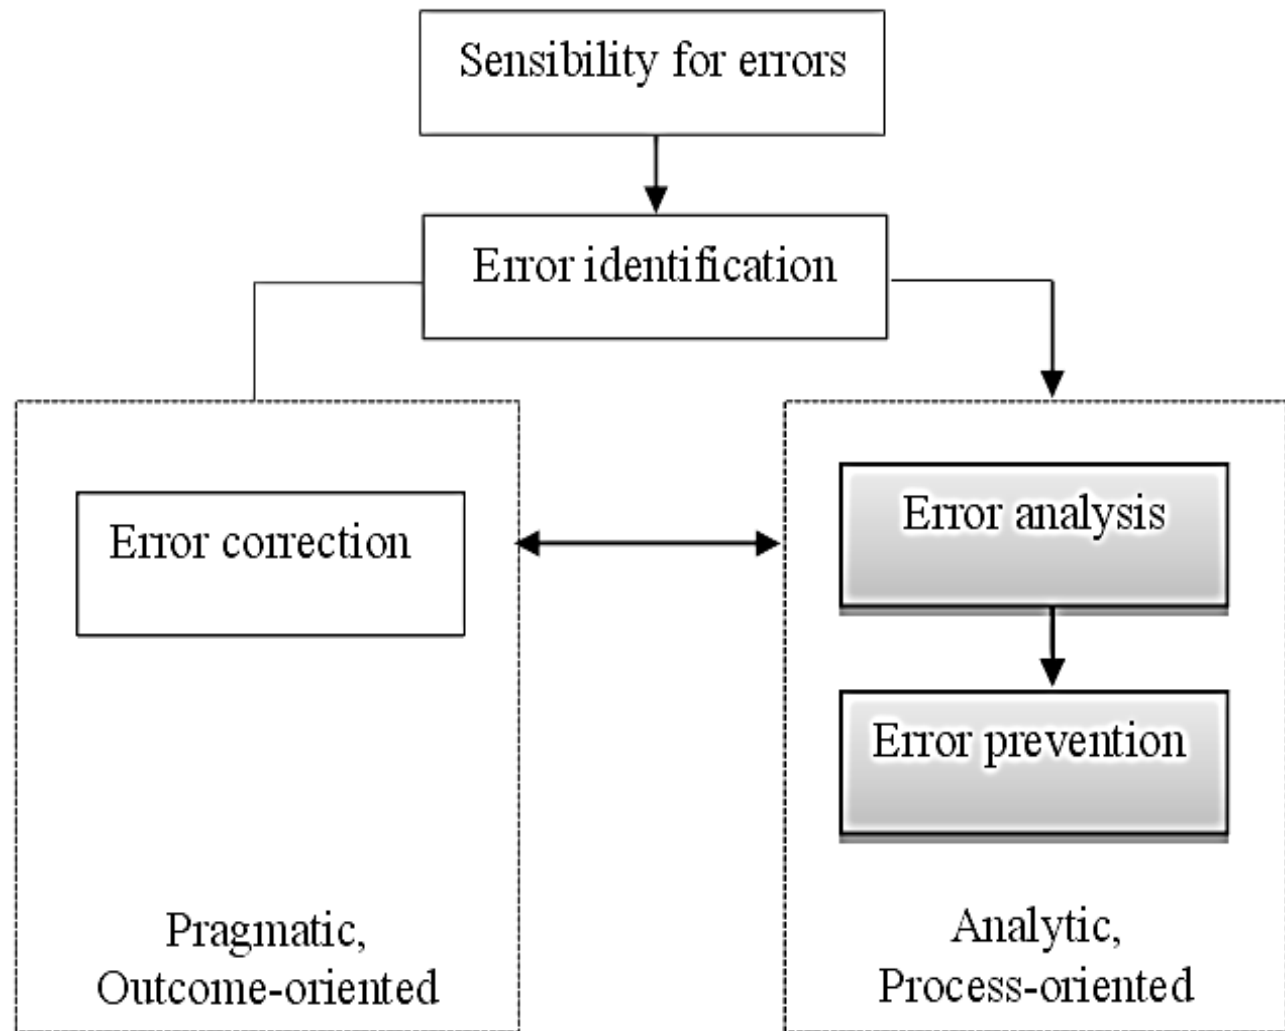 Sensibility for errors
Error identification
Error correction
Error analysis
Error prevention
Pragmatic,
Outcome-oriented
Analytic,
Process-oriented